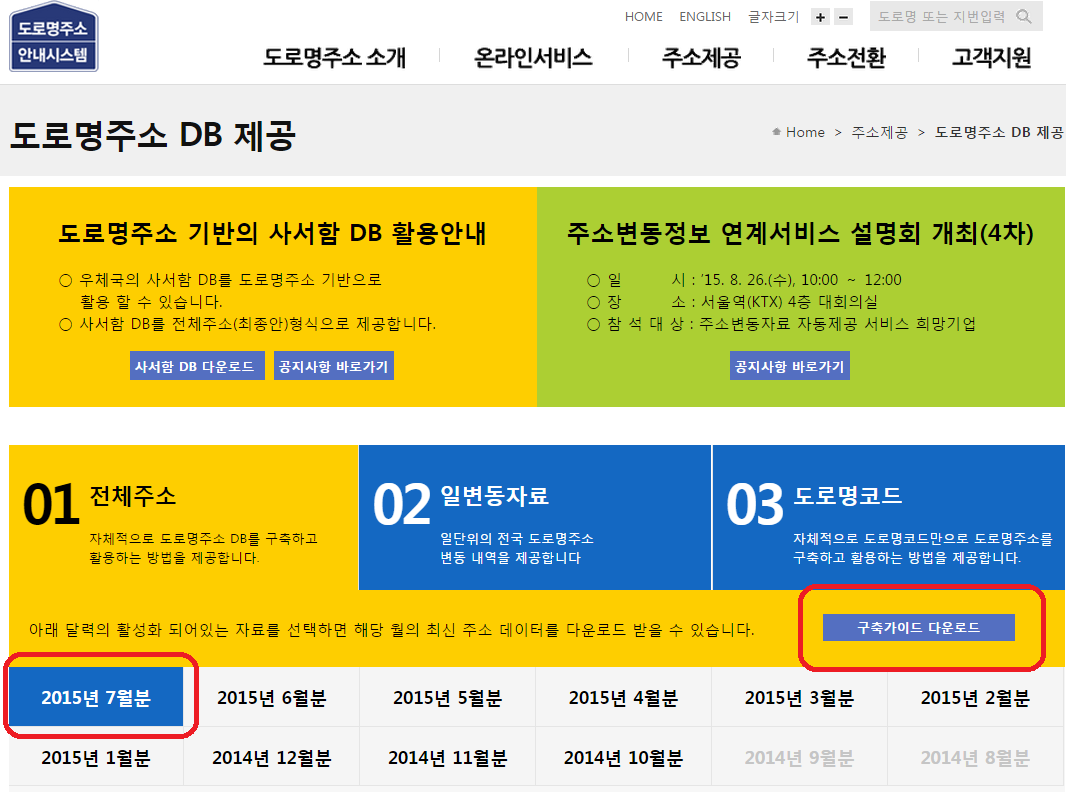 도로명주소
안내시스템
HOME ENGLISH 글자크기 + − 도로명 또는 지번입력
도로명주소 소개 온라인서비스 주소제공 주소전환 고객지원
도로명주소 DB 제공
Home > 주소제공 > 도로명주소 DB 제공
도로명주소 기반의 사서함 DB 활용안내
○ 우체국의 사서함 DB를 도로명주소 기반으로
활용 할 수 있습니다.
○ 사서함 DB를 전체주소(최종안)형식으로 제공합니다.
사서함 DB 다운로드 공지사항 바로가기
주소변동정보 연계서비스 설명회 개최(4차)
○ 일 시 : '15. 8. 26.(수), 10:00 ~ 12:00
○ 장 소 : 서울역(KTX) 4층 대회의실
○ 참 석 대 상 : 주소변동자료 자동제공 서비스 희망기업
공지사항 바로가기
01 전체주소
자체적으로 도로명주소 DB를 구축하고
활용하는 방법을 제공합니다.
02 일변동자료
일단위의 전국 도로명주소
변동 내역을 제공합니다
03 도로명코드
자체적으로 도로명코드만으로 도로명주소를
구축하고 활용하는 방법을 제공합니다.
아래 달력의 활성화 되어있는 자료를 선택하면 해당 월의 최신 주소 데이터를 다운로드 받을 수 있습니다.
구축가이드 다운로드
2015년 7월분 2015년 6월분 2015년 5월분 2015년 4월분 2015년 3월분 2015년 2월분
2015년 1월분 2014년 12월분 2014년 11월분 2014년 10월분 2014년 9월분 2014년 8월분